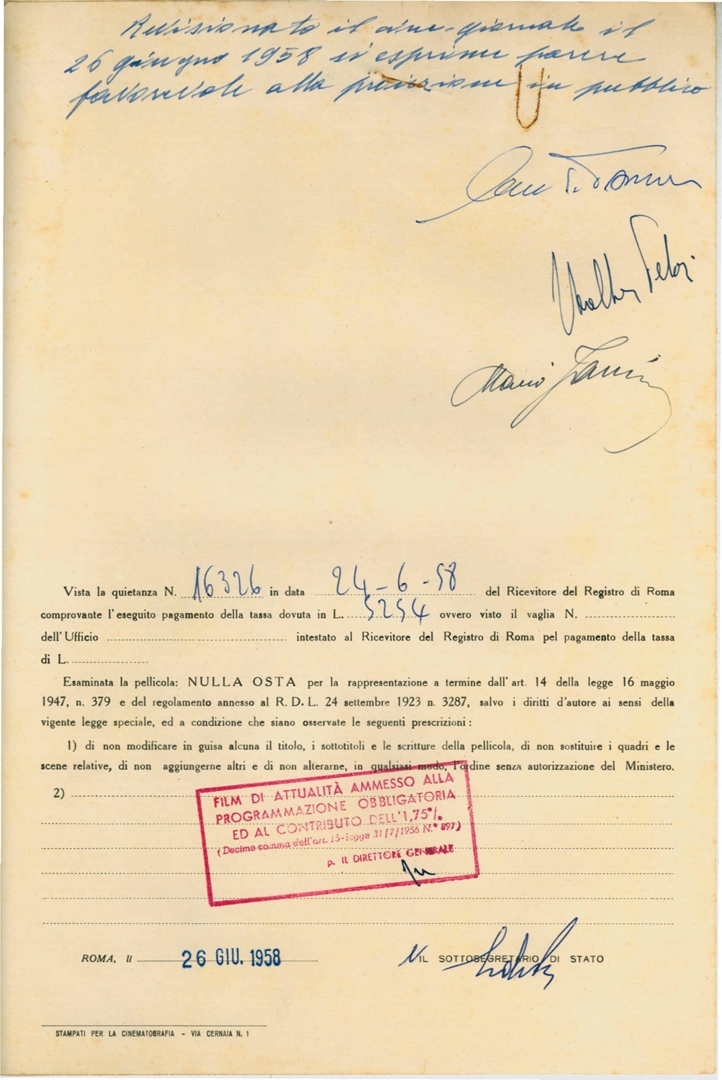 Revisionato il cine-giornale il
26 giugno 1958 si esprime parere
favorevole alla proiezione in pubblico
Mario
Vista la quietanza N. 16326 in data 24-6-58 del Ricevitore del Registro di Roma
comprovante l'eseguito pagamento della tassa dovuta in L. 5254 ovvero visto il vaglia N.
dell'Ufficio intestato al Ricevitore del Registro di Roma pel pagamento della tassa
di L.
Esaminata la pellicola: NULLA OSTA per la rappresentazione a termine dall'art. 14 della legge 16 maggio
1947, n. 379 e del regolamento annesso al R. D. L. 24 settembre 1923 n. 3287, salvo i diritti d'autore ai sensi della
vigente legge speciale, ed a condizione che siano osservate le seguenti prescrizioni :
1) di non modificare in guisa alcuna il titolo, i sottotitoli e le scritture della pellicola, di non sostituire i quadri e le
scene relative, di non aggiungerne altri e di non alterarne, in qualsiasi modo, l'ordine senza autorizzazione del Ministero.
2)
FILM DI ATTUALITÀ AMMESSO ALLA
PROGRAMMAZIONE OBBLIGATORIA
ED AL CONTRIBUTO DELL'1,75%
(Decimo comma dell'art. 15-legge 31/7/1956 N.° 897)
p. IL DIRETTORE GENERALE
ROMA, li 26 GIU. 1958
IL SOTTOSEGRETARIO DI STATO
STAMPATI PER LA CINEMATOGRAFIA - VIA CERNAIA N. 1